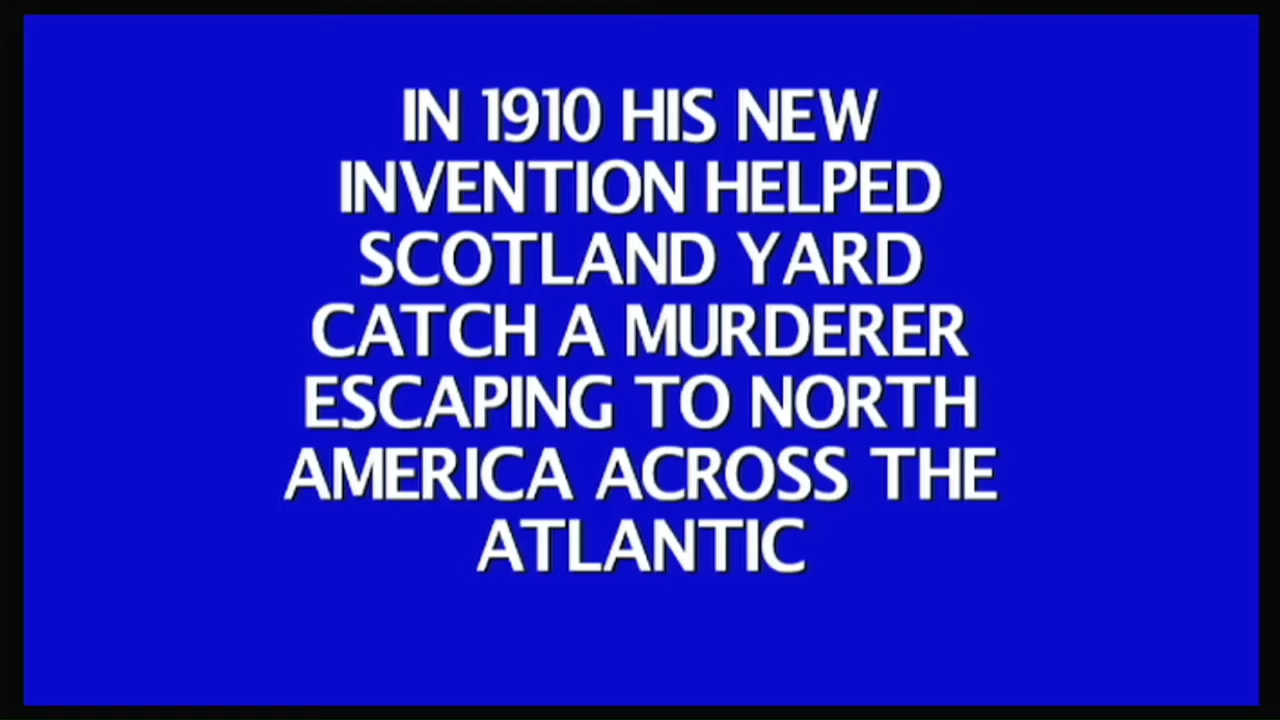 IN 1910 HIS NEW
INVENTION HELPED
SCOTLAND YARD
CATCH A MURDERER
ESCAPING TO NORTH
AMERICA ACROSS THE
ATLANTIC